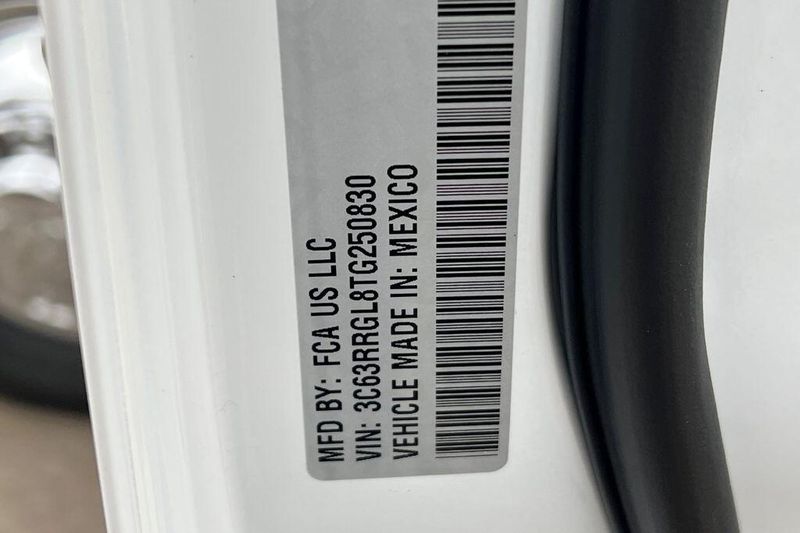 MFD BY: FCA US LLC
VIN: 3C63RRGL8TG250830
VEHICLE MADE IN: MEXICO